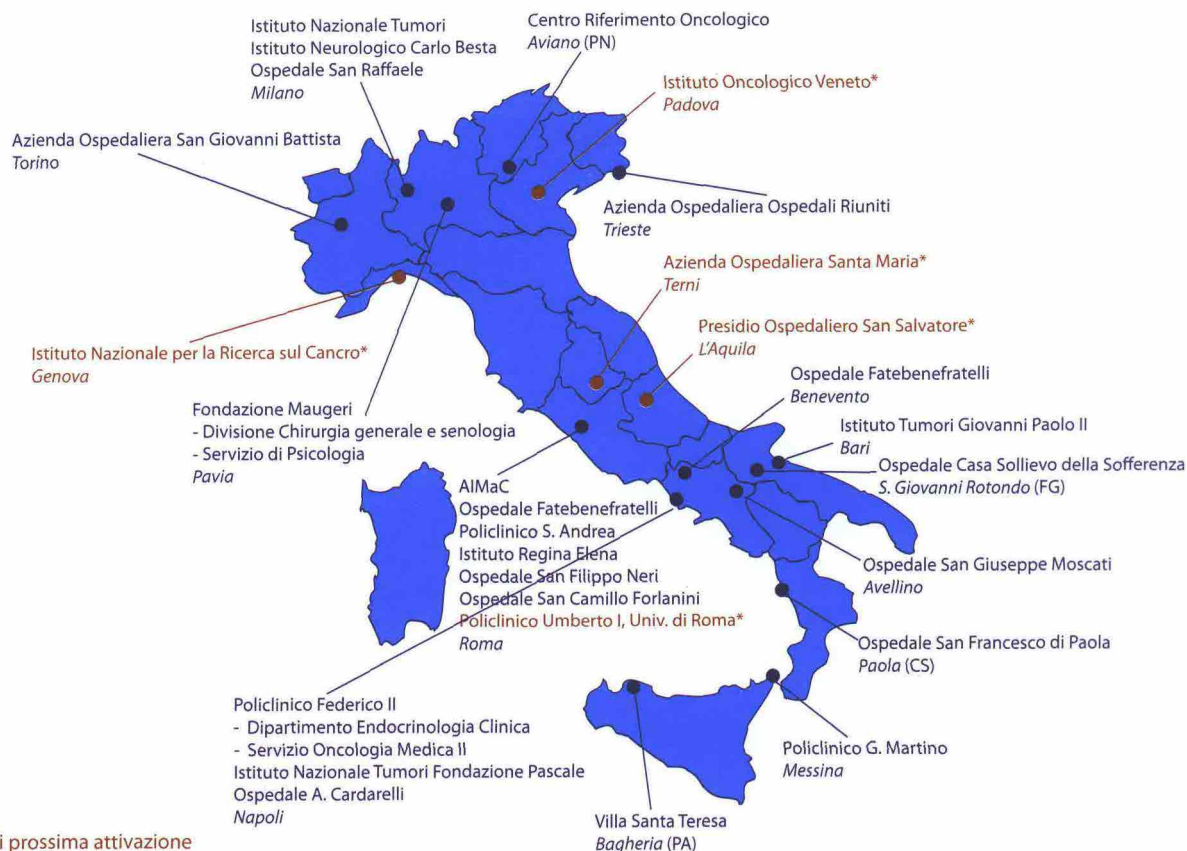 Istituto Nazionale Tumori
Istituto Neurologico Carlo Besta
Ospedale San Raffaele
Milano
Centro Riferimento Oncologico
Aviano (PN)
Istituto Oncologico Veneto*
Padova
Azienda Ospedaliera San Giovanni Battista
Torino
Azienda Ospedaliera Ospedali Riuniti
Trieste
Azienda Ospedaliera Santa Maria*
Terni
Presidio Ospedaliero San Salvatore*
L'Aquila
Istituto Nazionale per la Ricerca sul Cancro*
Genova
Ospedale Fatebenefratelli
Benevento
Fondazione Maugeri
- Divisione Chirurgia generale e senologia
- Servizio di Psicologia
Pavia
Istituto Tumori Giovanni Paolo II
Bari
Ospedale Casa Sollievo della Sofferenza
S. Giovanni Rotondo (FG)
AIMaC
Ospedale Fatebenefratelli
Policlinico S. Andrea
Istituto Regina Elena
Ospedale San Filippo Neri
Ospedale San Camillo Forlanini
Policlinico Umberto I, Univ. di Roma*
Roma
Ospedale San Giuseppe Moscati
Avellino
Ospedale San Francesco di Paola
Paola (CS)
Policlinico Federico II
- Dipartimento Endocrinologia Clinica
- Servizio Oncologia Medica II
Istituto Nazionale Tumori Fondazione Pascale
Ospedale A. Cardarelli
Napoli
Policlinico G. Martino
Messina
Villa Santa Teresa
Bagheria (PA)
i prossima attivazione